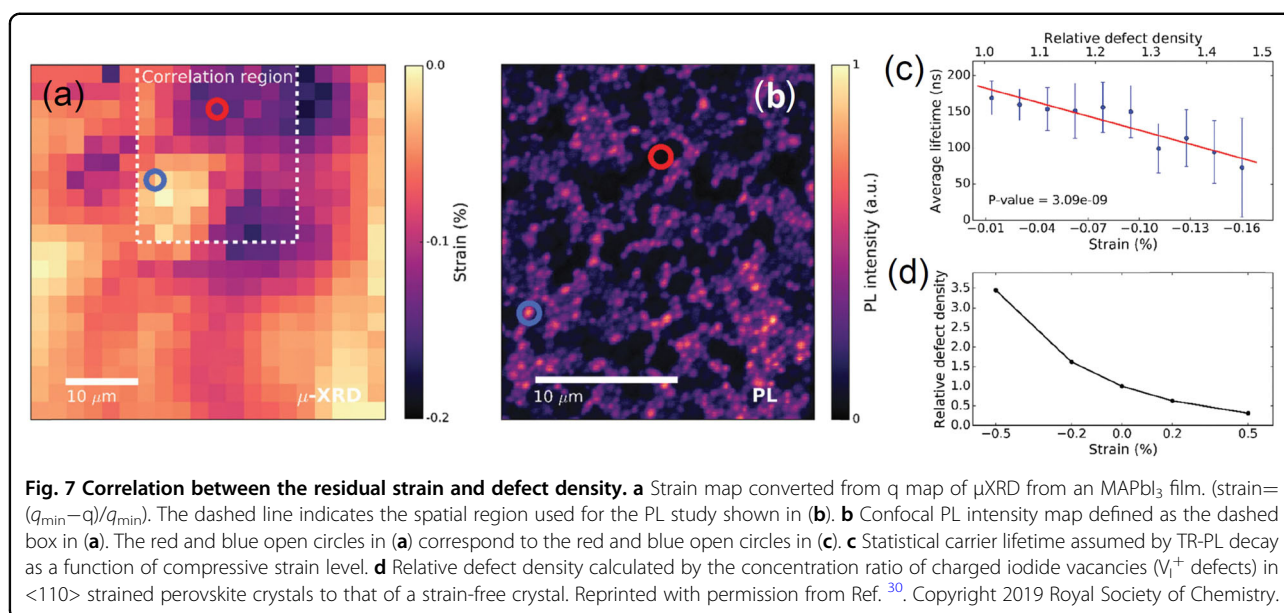 (a)
Correlation region
10 μm
μ-XRD
0.0
-0.1
-0.2
Strain (%)
(b)
10 μm
PL
1
0
PL intensity (a.u.)
(c)
Relative defect density
1.0 1.1 1.2 1.3 1.4 1.5
Average lifetime (ns)
200
150
100
50
0
P-value = 3.09e-09
−0.01 −0.04 −0.07 −0.10 −0.13 −0.16
Strain (%)
(d)
Relative defect density
3.5
3.0
2.5
2.0
1.5
1.0
0.5
0.0
−0.5 −0.2 0.0 0.2 0.5
Strain (%)
Fig. 7 Correlation between the residual strain and defect density. a Strain map converted from q map of μXRD from an MAPbI₃ film. (strain=
(qmin−q)/qmin). The dashed line indicates the spatial region used for the PL study shown in (b). b Confocal PL intensity map defined as the dashed
box in (a). The red and blue open circles in (a) correspond to the red and blue open circles in (c). c Statistical carrier lifetime assumed by TR-PL decay
as a function of compressive strain level. d Relative defect density calculated by the concentration ratio of charged iodide vacancies (VI⁺ defects) in
<110> strained perovskite crystals to that of a strain-free crystal. Reprinted with permission from Ref. ³⁰. Copyright 2019 Royal Society of Chemistry.